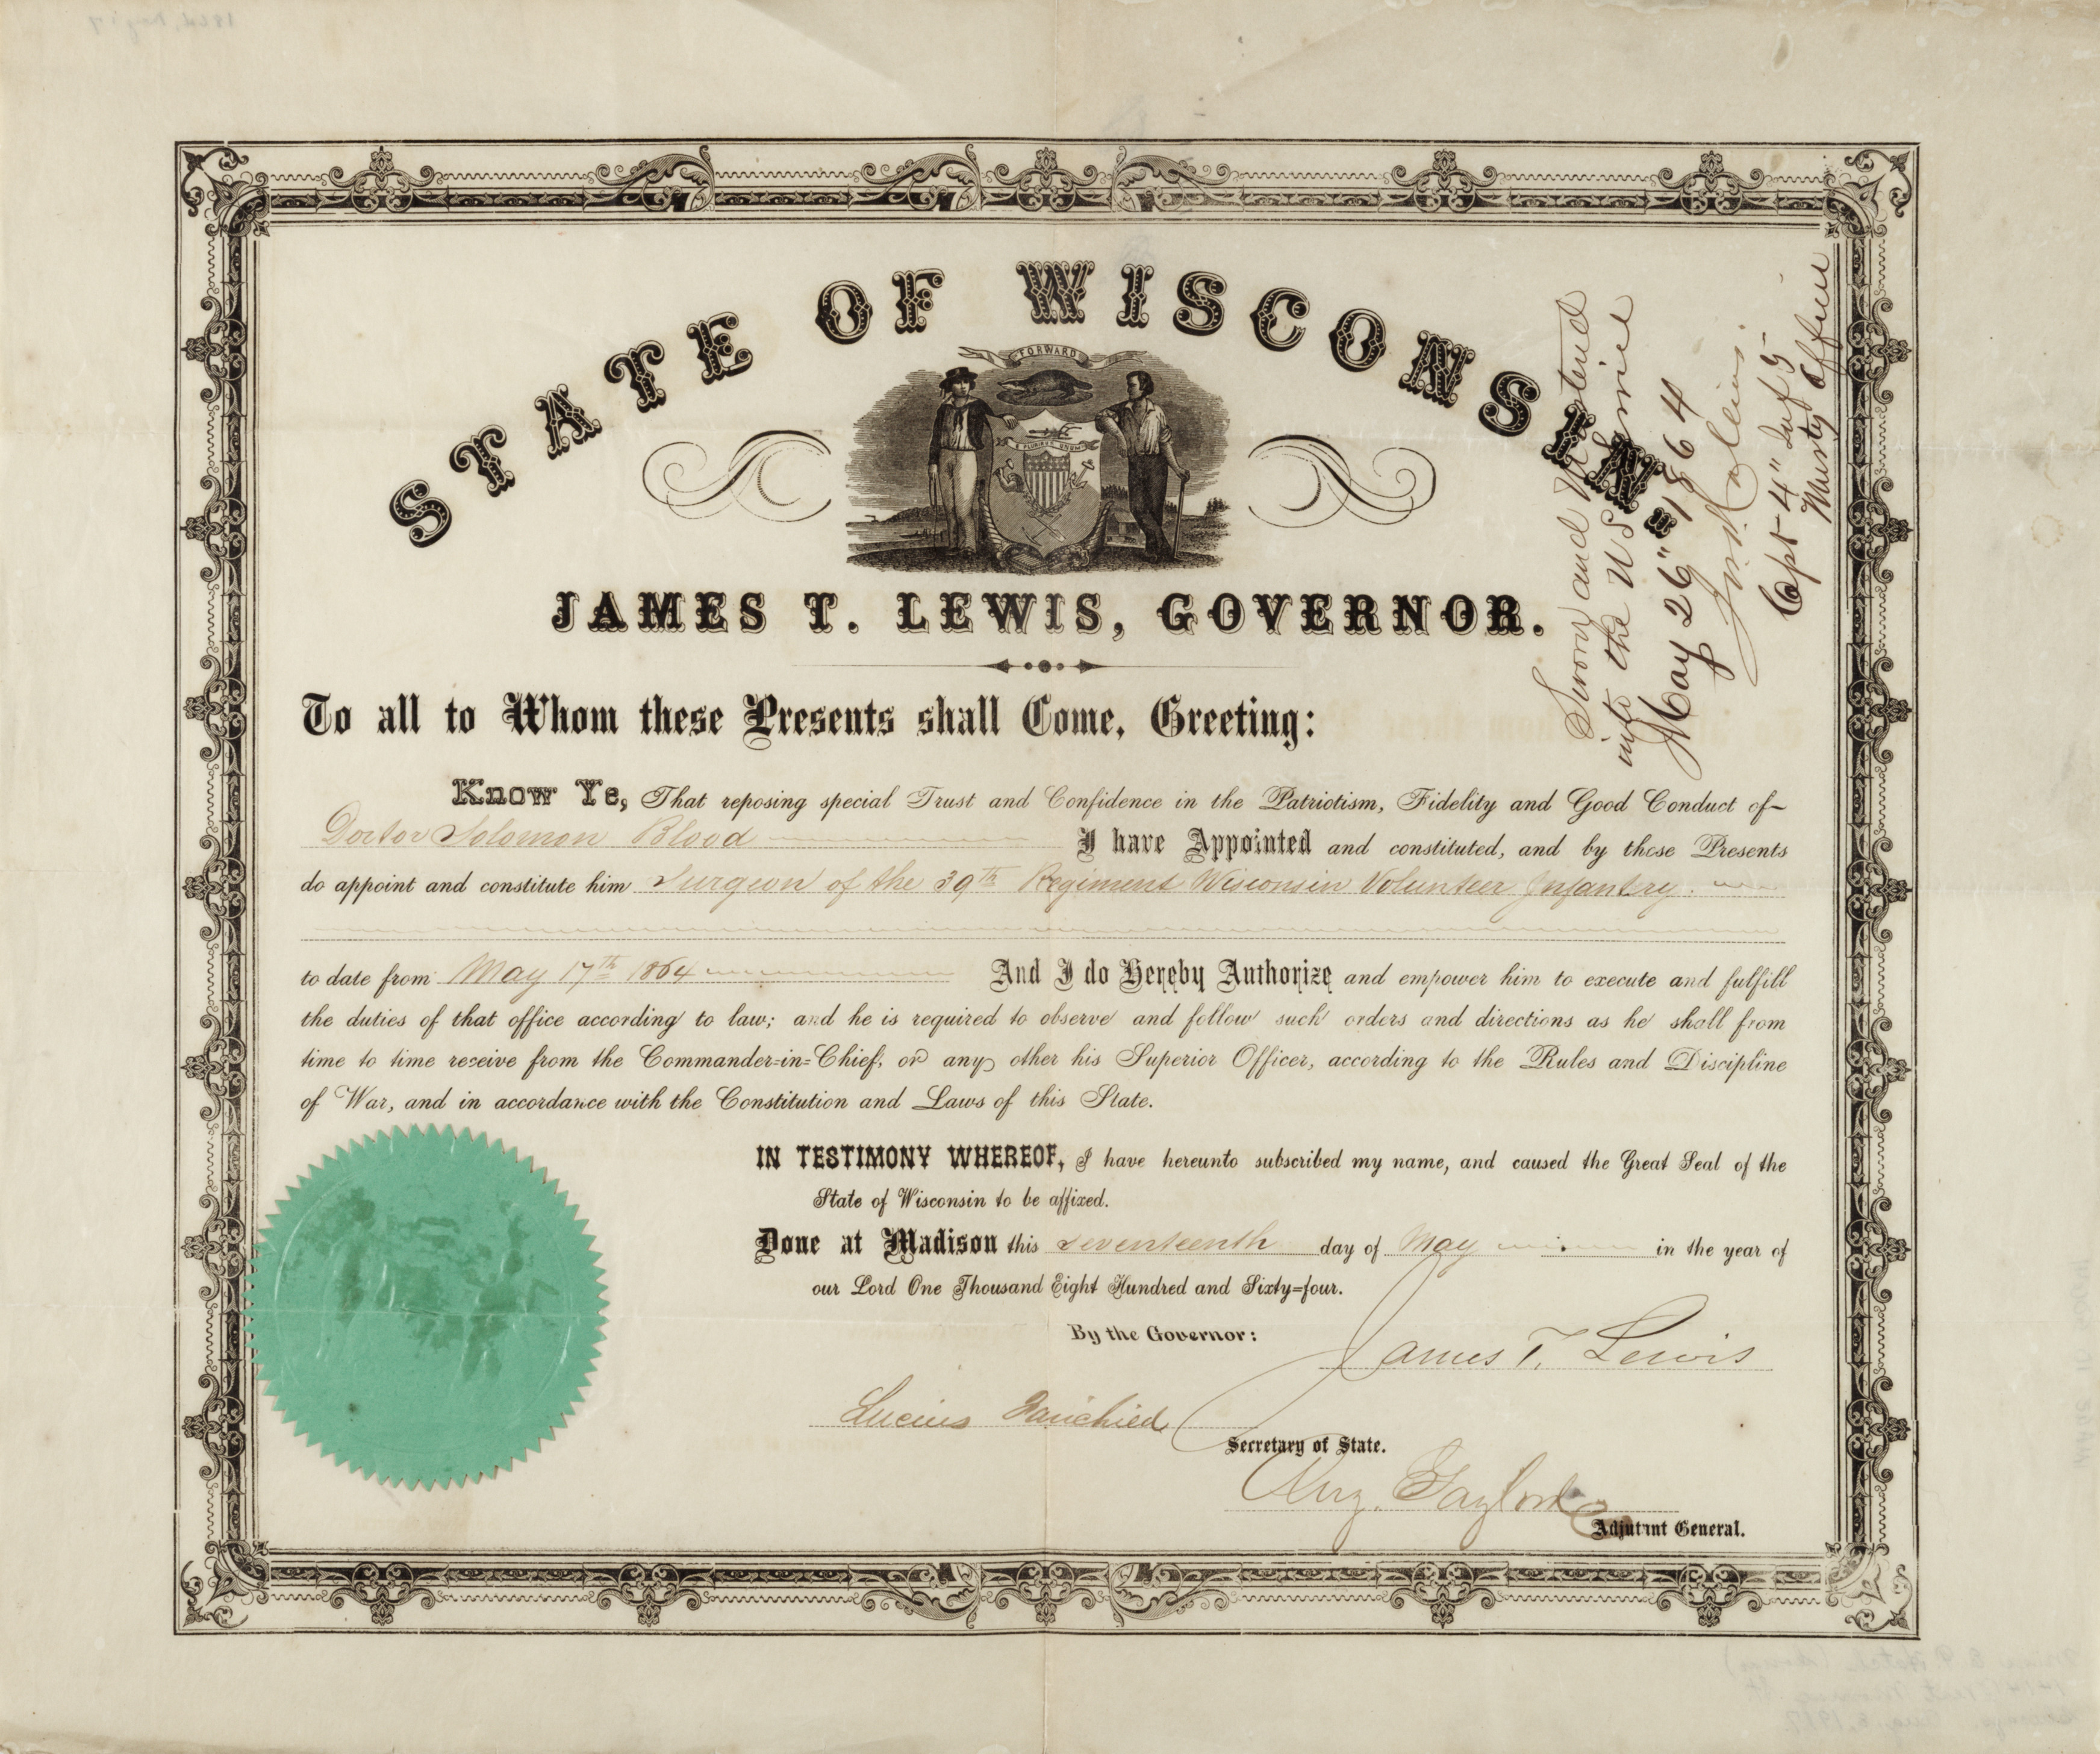 STATE OF WISCONSIN
FORWARD
E PLURIBUS UNUM
JAMES T. LEWIS, GOVERNOR.
To all to Whom these Presents shall Come, Greeting:
Know Ye, That reposing special Trust and Confidence in the Patriotism, Fidelity and Good Conduct of
Doctor Solomon Blood I have Appointed and constituted, and by these Presents
do appoint and constitute him Surgeon of the 39th Regiment Wisconsin Volunteer Infantry.
to date from May 17th 1864 And I do Hereby Authorize and empower him to execute and fulfill
the duties of that office according to law; and he is required to observe and follow such orders and directions as he shall from
time to time receive from the Commander-in-Chief, or any other his Superior Officer, according to the Rules and Discipline
of War, and in accordance with the Constitution and Laws of this State.
IN TESTIMONY WHEREOF, I have hereunto subscribed my name, and caused the Great Seal of the
State of Wisconsin to be affixed.
Done at Madison this seventeenth day of May in the year of
our Lord One Thousand Eight Hundred and Sixty=four.
By the Governor: James T. Lewis
Lucius Fairchild
Secretary of State.
Aug. Gaylord
Adjutant General.
Sworn and Mustered
into the US Service
May 26" 1864
Capt 4" Inf
Mustg Officer